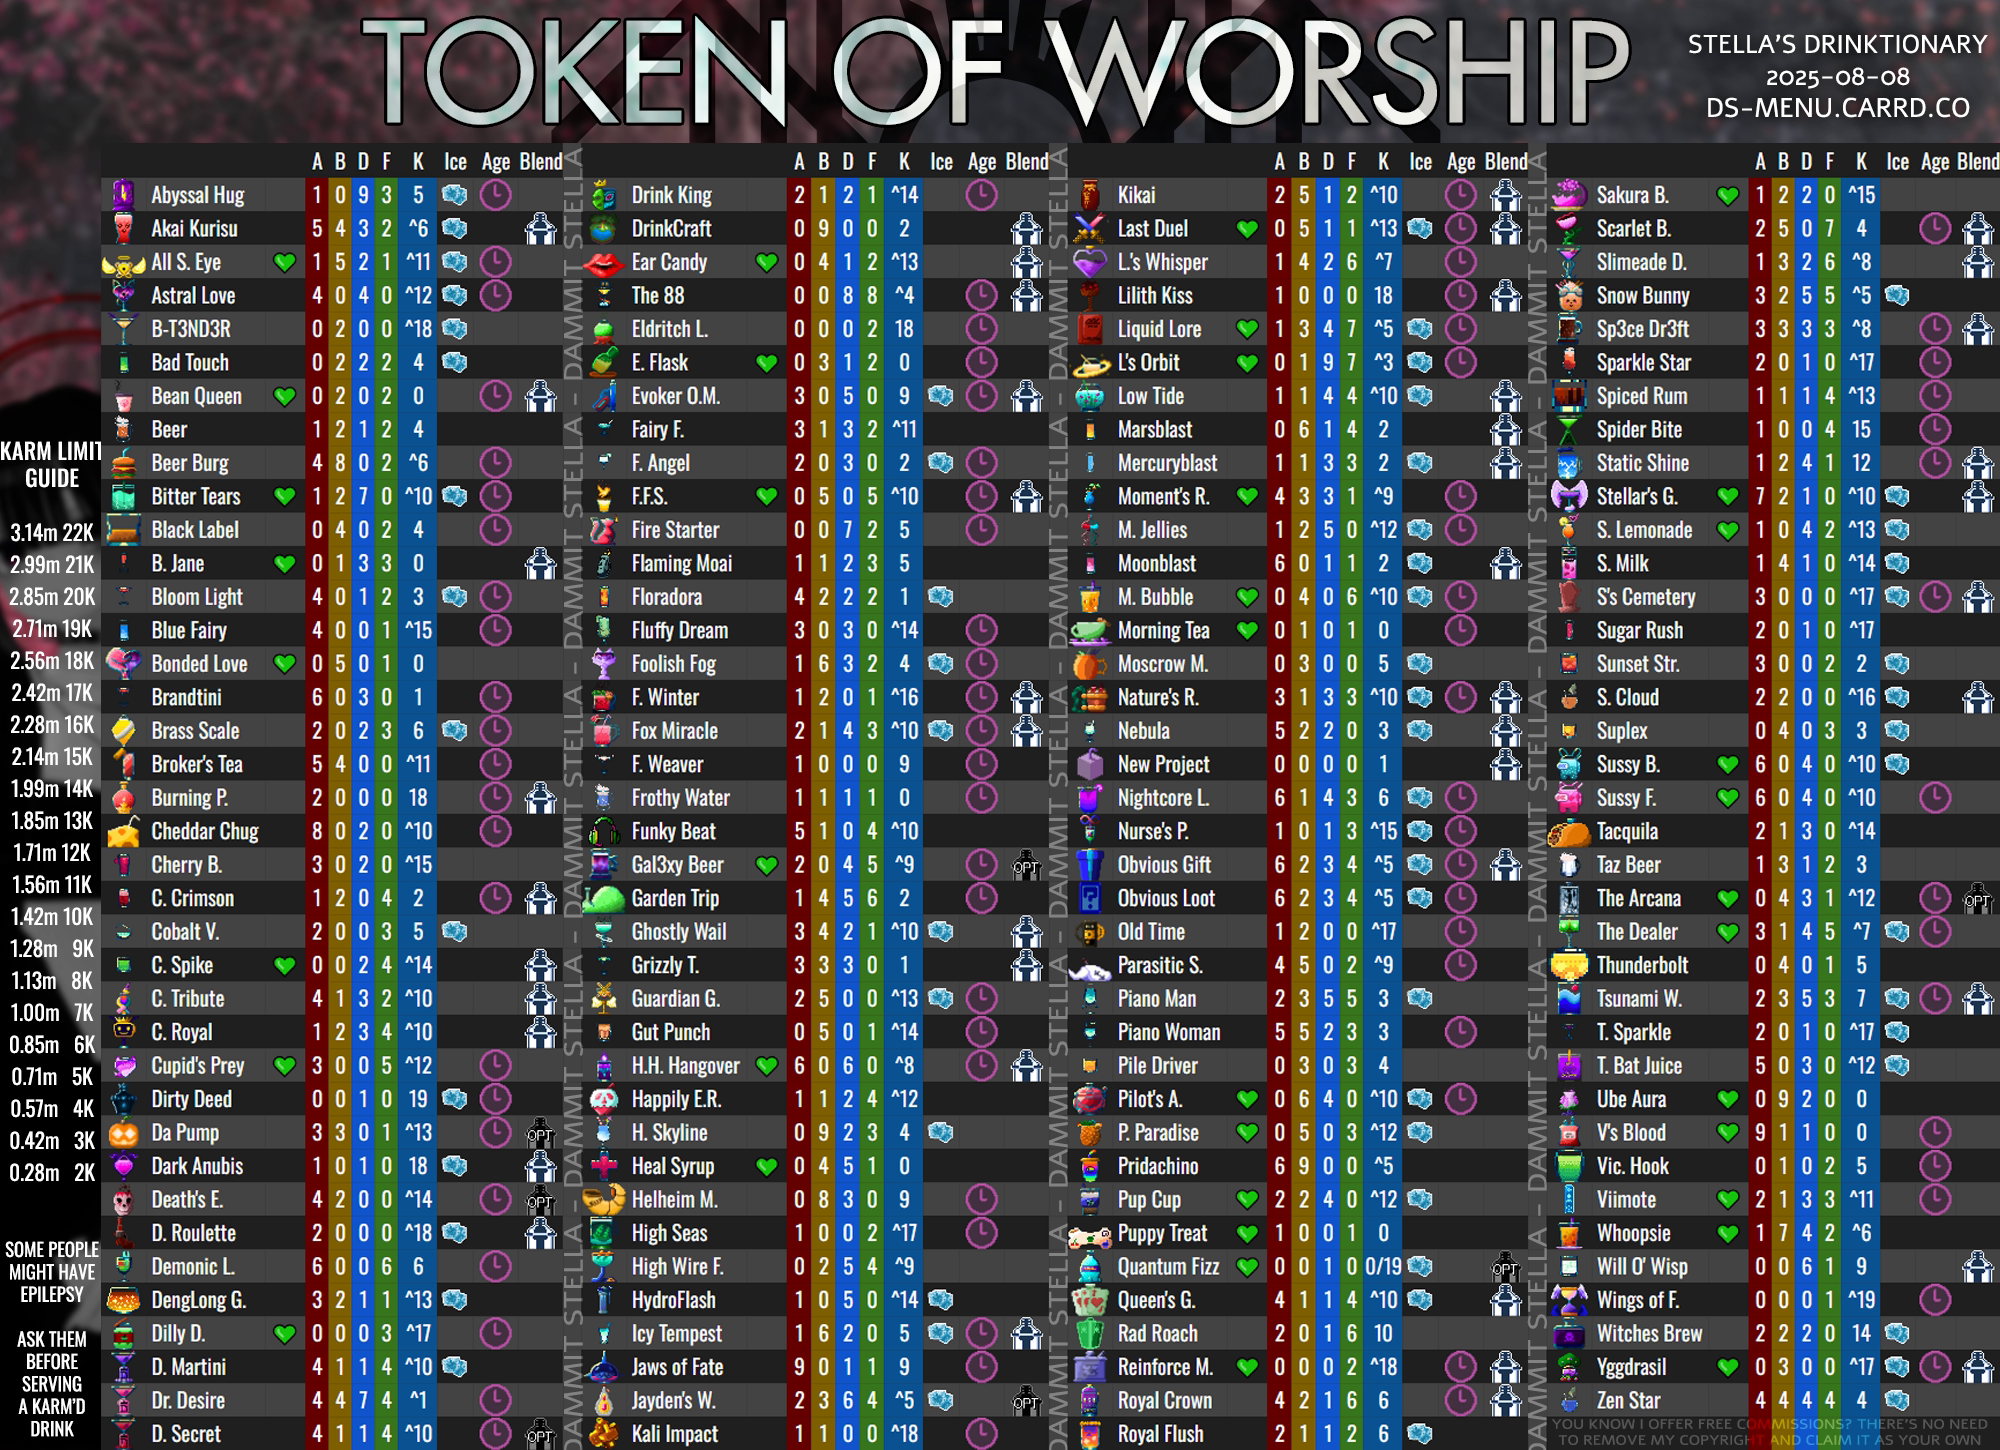 TOKEN OF WORSHIP
STELLA'S DRINKTIONARY
2025-08-08
DS-MENU.CARRD.CO
A B D F K Ice Age Blend
Abyssal Hug 1 0 9 3 5
Akai Kurisu 5 4 3 2 ^6
All S. Eye 1 5 2 1 ^11
Astral Love 4 0 4 0 ^12
B-T3ND3R 0 2 0 0 ^18
Bad Touch 0 2 2 2 4
Bean Queen 0 2 0 2 0
Beer 1 2 1 2 4
Beer Burg 4 8 0 2 ^6
Bitter Tears 1 2 7 0 ^10
Black Label 0 4 0 2 4
B. Jane 0 1 3 3 0
Bloom Light 4 0 1 2 3
Blue Fairy 4 0 0 1 ^15
Bonded Love 0 5 0 1 0
Brandtini 6 0 3 0 1
Brass Scale 2 0 2 3 6
Broker's Tea 5 4 0 0 ^11
Burning P. 2 0 0 0 18
Cheddar Chug 8 0 2 0 ^10
Cherry B. 3 0 2 0 ^15
C. Crimson 1 2 0 4 2
Cobalt V. 2 0 0 3 5
C. Spike 0 0 2 4 ^14
C. Tribute 4 1 3 2 ^10
C. Royal 1 2 3 4 ^10
Cupid's Prey 3 0 0 5 ^12
Dirty Deed 0 0 1 0 19
Da Pump 3 3 0 1 ^13 OPT
Dark Anubis 1 0 1 0 18
Death's E. 4 2 0 0 ^14 OPT
D. Roulette 2 0 0 0 ^18
Demonic L. 6 0 0 6 6
DengLong G. 3 2 1 1 ^13
Dilly D. 0 0 0 3 ^17
D. Martini 4 1 1 4 ^10
Dr. Desire 4 4 7 4 ^1
D. Secret 4 1 1 4 ^10 OPT
A B D F K Ice Age Blend
Drink King 2 1 2 1 ^14
DrinkCraft 0 9 0 0 2
Ear Candy 0 4 1 2 ^13
The 88 0 0 8 8 ^4
Eldritch L. 0 0 0 2 18
E. Flask 0 3 1 2 0
Evoker O.M. 3 0 5 0 9
Fairy F. 3 1 3 2 ^11
F. Angel 2 0 3 0 2
F.F.S. 0 5 0 5 ^10
Fire Starter 0 0 7 2 5
Flaming Moai 1 1 2 3 5
Floradora 4 2 2 2 1
Fluffy Dream 3 0 3 0 ^14
Foolish Fog 1 6 3 2 4
F. Winter 1 2 0 1 ^16
Fox Miracle 2 1 4 3 ^10
F. Weaver 1 0 0 0 9
Frothy Water 1 1 1 1 0
Funky Beat 5 1 0 4 ^10
Gal3xy Beer 2 0 4 5 ^9 OPT
Garden Trip 1 4 5 6 2
Ghostly Wail 3 4 2 1 ^10
Grizzly T. 3 3 3 0 1
Guardian G. 2 5 0 0 ^13
Gut Punch 0 5 0 1 ^14
H.H. Hangover 6 0 6 0 ^8
Happily E.R. 1 1 2 4 ^12
H. Skyline 0 9 2 3 4
Heal Syrup 0 4 5 1 0
Helheim M. 0 8 3 0 9
High Seas 1 0 0 2 ^17
High Wire F. 0 2 5 4 ^9
HydroFlash 1 0 5 0 ^14
Icy Tempest 1 6 2 0 5
Jaws of Fate 9 0 1 1 9
Jayden's W. 2 3 6 4 ^5 OPT
Kali Impact 1 1 0 0 ^18
A B D F K Ice Age Blend
Kikai 2 5 1 2 ^10
Last Duel 0 5 1 1 ^13
L.'s Whisper 1 4 2 6 ^7
Lilith Kiss 1 0 0 0 18
Liquid Lore 1 3 4 7 ^5
L's Orbit 0 1 9 7 ^3
Low Tide 1 1 4 4 ^10
Marsblast 0 6 1 4 2
Mercuryblast 1 1 3 3 2
Moment's R. 4 3 3 1 ^9
M. Jellies 1 2 5 0 ^12
Moonblast 6 0 1 1 2
M. Bubble 0 4 0 6 ^10
Morning Tea 0 1 0 1 0
Moscrow M. 0 3 0 0 5
Nature's R. 3 1 3 3 ^10
Nebula 5 2 2 0 3
New Project 0 0 0 0 1
Nightcore L. 6 1 4 3 6
Nurse's P. 1 0 1 3 ^15
Obvious Gift 6 2 3 4 ^5
Obvious Loot 6 2 3 4 ^5
Old Time 1 2 0 0 ^17
Parasitic S. 4 5 0 2 ^9
Piano Man 2 3 5 5 3
Piano Woman 5 5 2 3 3
Pile Driver 0 3 0 3 4
Pilot's A. 0 6 4 0 ^10
P. Paradise 0 5 0 3 ^12
Pridachino 6 9 0 0 ^5
Pup Cup 2 2 4 0 ^12
Puppy Treat 1 0 0 1 0
Quantum Fizz 0 0 1 0 0/19 OPT
Queen's G. 4 1 1 4 ^10
Rad Roach 2 0 1 6 10
Reinforce M. 0 0 0 2 ^18
Royal Crown 4 2 1 6 6
Royal Flush 2 1 1 2 6
A B D F K Ice Age Blend
Sakura B. 1 2 2 0 ^15
Scarlet B. 2 5 0 7 4
Slimeade D. 1 3 2 6 ^8
Snow Bunny 3 2 5 5 ^5
Sp3ce Dr3ft 3 3 3 3 ^8
Sparkle Star 2 0 1 0 ^17
Spiced Rum 1 1 1 4 ^13
Spider Bite 1 0 0 4 15
Static Shine 1 2 4 1 12
Stellar's G. 7 2 1 0 ^10
S. Lemonade 1 0 4 2 ^13
S. Milk 1 4 1 0 ^14
S's Cemetery 3 0 0 0 ^17
Sugar Rush 2 0 1 0 ^17
Sunset Str. 3 0 0 2 2
S. Cloud 2 2 0 0 ^16
Suplex 0 4 0 3 3
Sussy B. 6 0 4 0 ^10
Sussy F. 6 0 4 0 ^10
Tacquila 2 1 3 0 ^14
Taz Beer 1 3 1 2 3
The Arcana 0 4 3 1 ^12 OPT
The Dealer 3 1 4 5 ^7
Thunderbolt 0 4 0 1 5
Tsunami W. 2 3 5 3 7
T. Sparkle 2 0 1 0 ^17
T. Bat Juice 5 0 3 0 ^12
Ube Aura 0 9 2 0 0
V's Blood 9 1 1 0 0
Vic. Hook 0 1 0 2 5
Viimote 2 1 3 3 ^11
Whoopsie 1 7 4 2 ^6
Will O' Wisp 0 0 6 1 9
Wings of F. 0 0 0 1 ^19
Witches Brew 2 2 2 0 14
Yggdrasil 0 3 0 0 ^17
Zen Star 4 4 4 4 4
YOU KNOW I OFFER FREE COMMISSIONS? THERE'S NO NEED
TO REMOVE MY COPYRIGHT AND CLAIM IT AS YOUR OWN
KARM LIMIT
GUIDE
3.14m 22K
2.99m 21K
2.85m 20K
2.71m 19K
2.56m 18K
2.42m 17K
2.28m 16K
2.14m 15K
1.99m 14K
1.85m 13K
1.71m 12K
1.56m 11K
1.42m 10K
1.28m 9K
1.13m 8K
1.00m 7K
0.85m 6K
0.71m 5K
0.57m 4K
0.42m 3K
0.28m 2K
SOME PEOPLE
MIGHT HAVE
EPILEPSY
ASK THEM
BEFORE
SERVING
A KARM'D
DRINK
DAMMIT STELLA - DAMMIT STELLA - DAMMIT STELLA - DAMMIT STELLA
DAMMIT STELLA - DAMMIT STELLA - DAMMIT STELLA - DAMMIT STELLA
DAMMIT STELLA - DAMMIT STELLA - DAMMIT STELLA - DAMMIT STELLA